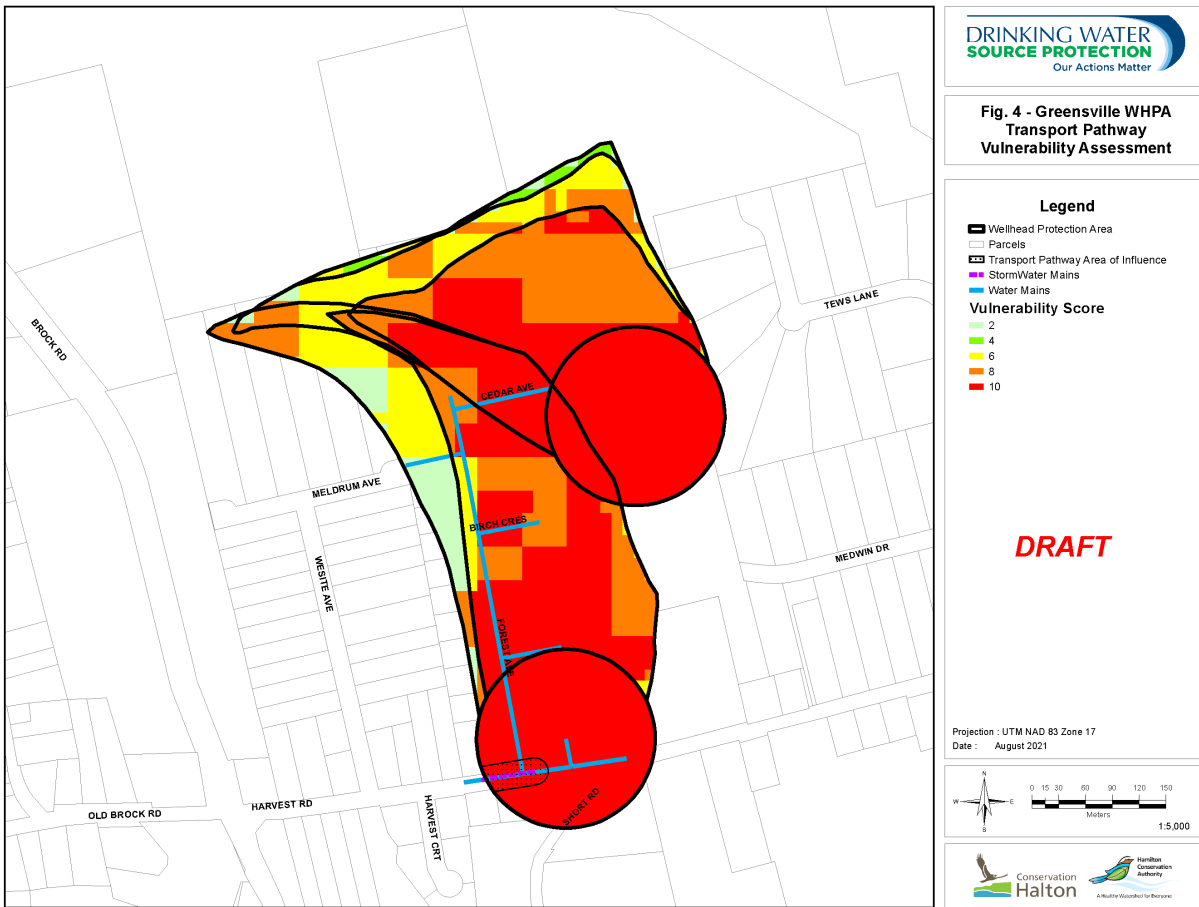 DRINKING WATER
SOURCE PROTECTION
Our Actions Matter
Fig. 4 - Greensville WHPA
Transport Pathway
Vulnerability Assessment
Legend
Wellhead Protection Area
Parcels
Transport Pathway Area of Influence
StormWater Mains
Water Mains
Vulnerability Score
2
4
6
8
10
DRAFT
Projection : UTM NAD 83 Zone 17
Date : August 2021
N
W E
S
0 15 30 60 90 120 150
Meters
1:5,000
Conservation
Halton
Hamilton
Conservation
Authority
A Healthy Watershed for Everyone
BROCK RD
TEWS LANE
CEDAR AVE
MELDRUM AVE
BIRCH CRES
MEDWIN DR
WESITE AVE
FOREST AVE
OLD BROCK RD
HARVEST RD
HARVEST CRT
SHORT RD